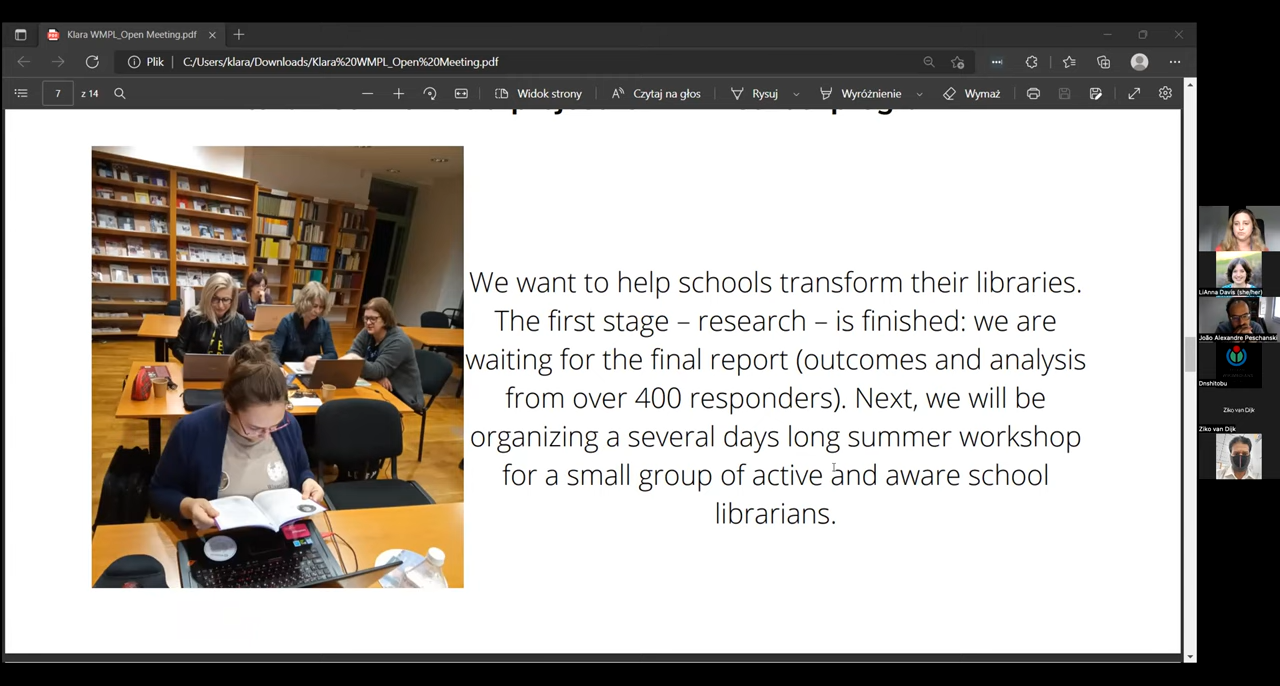 Klara WMPL_Open Meeting.pdf
Plik C:/Users/klara/Downloads/Klara%20WMPL_Open%20Meeting.pdf
7 z 14 Widok strony Czytaj na głos Rysuj Wyróżnienie Wymaż
We want to help schools transform their libraries.
The first stage – research – is finished: we are
waiting for the final report (outcomes and analysis
from over 400 responders). Next, we will be
organizing a several days long summer workshop
for a small group of active and aware school
librarians.
LiAnna Davis (she/her)
João Alexandre Peschanski
Dnshitobu
Ziko van Dijk
Ziko van Dijk